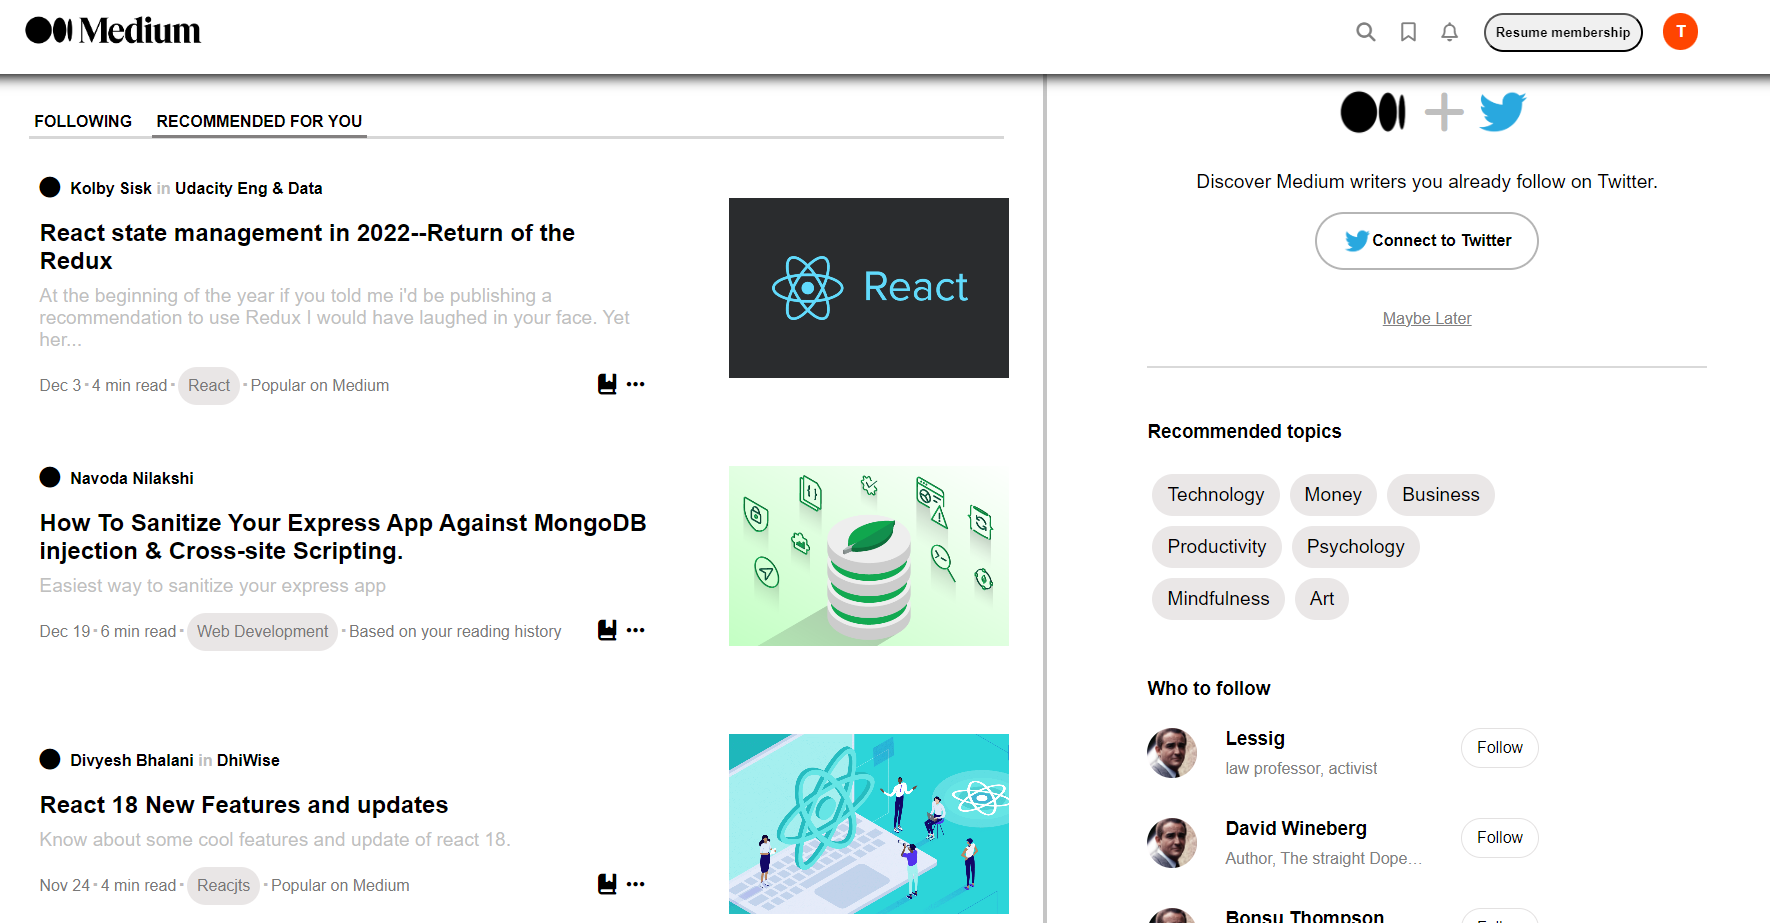 Medium
Resume membership
T
FOLLOWING
RECOMMENDED FOR YOU
Kolby Sisk in Udacity Eng & Data
React state management in 2022--Return of the
Redux
At the beginning of the year if you told me i'd be publishing a
recommendation to use Redux I would have laughed in your face. Yet
her...
Dec 3 · 4 min read · React · Popular on Medium
React
Navoda Nilakshi
How To Sanitize Your Express App Against MongoDB
injection & Cross-site Scripting.
Easiest way to sanitize your express app
Dec 19 · 6 min read · Web Development · Based on your reading history
Divyesh Bhalani in DhiWise
React 18 New Features and updates
Know about some cool features and update of react 18.
Nov 24 · 4 min read · Reacjts · Popular on Medium
Discover Medium writers you already follow on Twitter.
Connect to Twitter
Maybe Later
Recommended topics
Technology Money Business
Productivity Psychology
Mindfulness Art
Who to follow
Lessig
law professor, activist
Follow
David Wineberg
Author, The straight Dope...
Follow
Bonsu Thompson